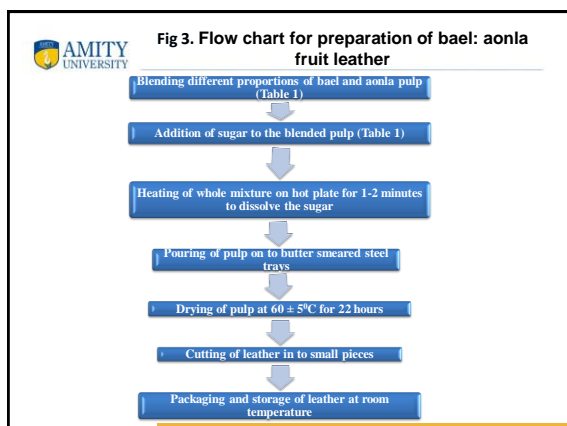 AMITY
UNIVERSITY
Fig 3. Flow chart for preparation of bael: aonla
fruit leather
Blending different proportions of bael and aonla pulp
(Table 1)
Addition of sugar to the blended pulp (Table 1)
Heating of whole mixture on hot plate for 1-2 minutes
to dissolve the sugar
Pouring of pulp on to butter smeared steel
trays
Drying of pulp at 60 ± 5⁰C for 22 hours
Cutting of leather in to small pieces
Packaging and storage of leather at room
temperature